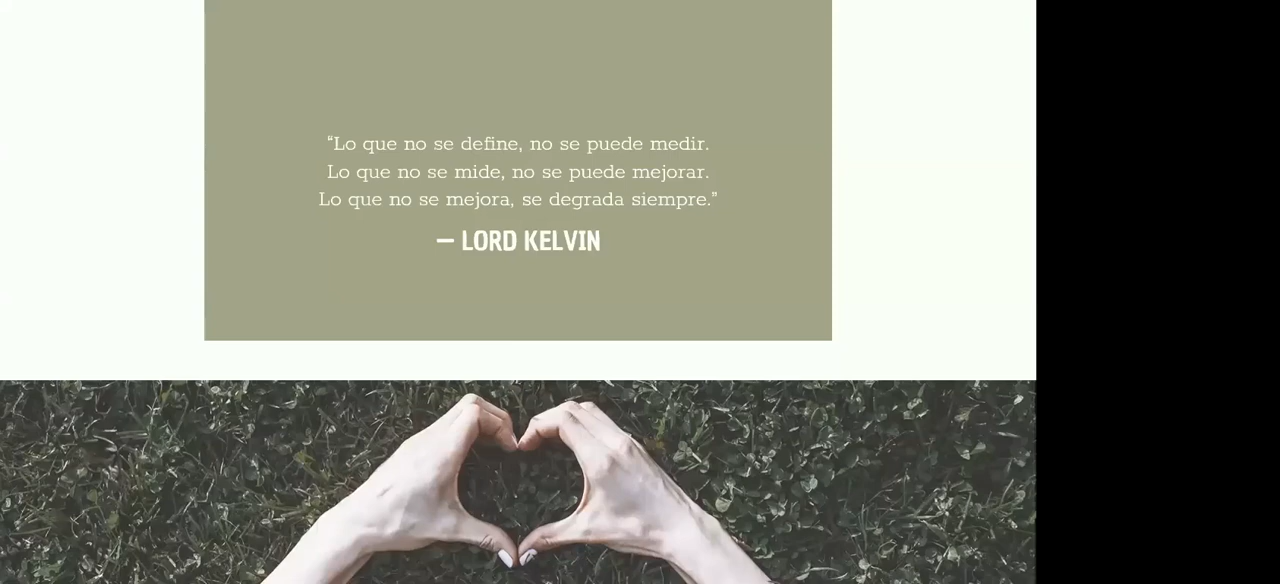 “Lo que no se define, no se puede medir.
Lo que no se mide, no se puede mejorar.
Lo que no se mejora, se degrada siempre.”
— LORD KELVIN